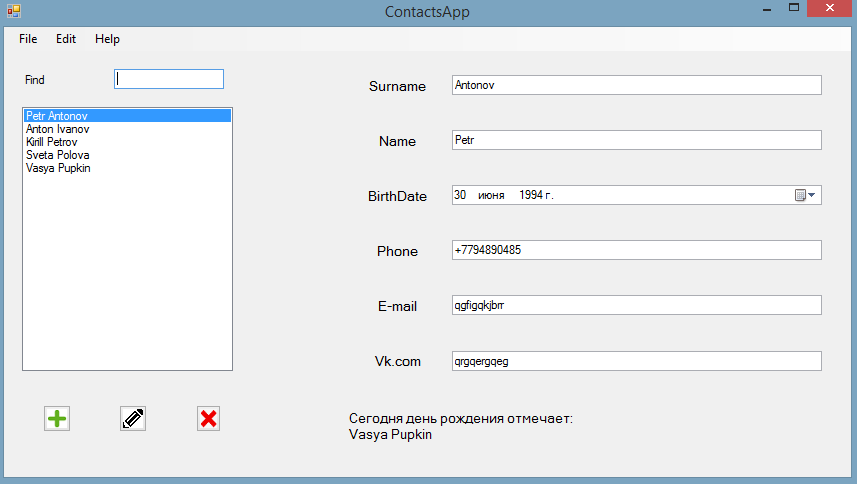 ContactsApp
File Edit Help
Find
Petr Antonov
Anton Ivanov
Kirill Petrov
Sveta Polova
Vasya Pupkin
Surname Antonov
Name Petr
BirthDate 30 июня 1994 г.
Phone +7794890485
E-mail qgfigqkjbrr
Vk.com qrgqergqeg
Сегодня день рождения отмечает:
Vasya Pupkin